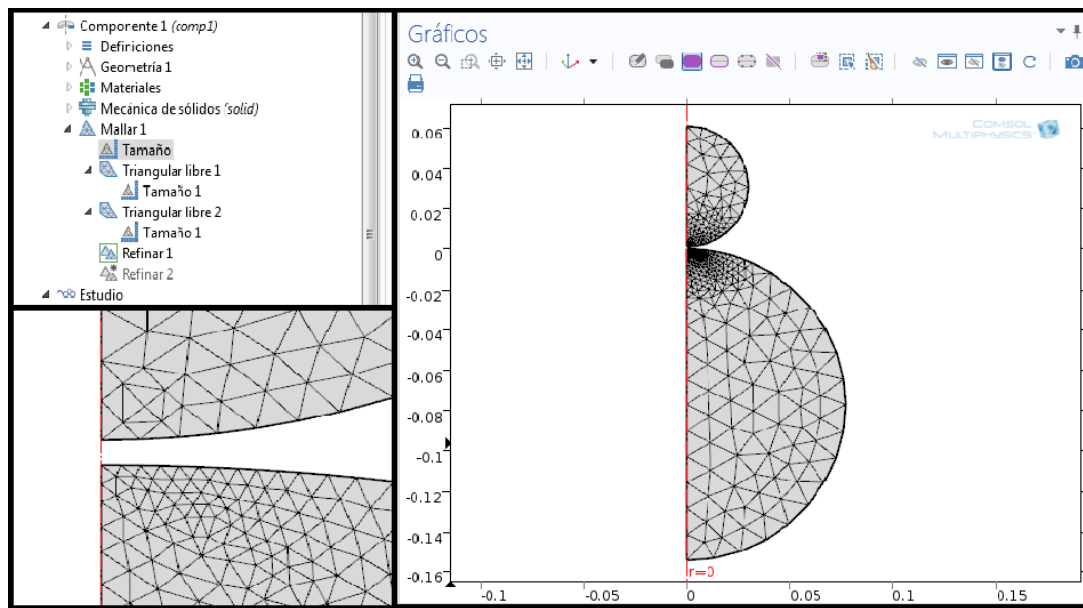 Componente 1 (comp1)
Definiciones
Geometría 1
Materiales
Mecánica de sólidos (solid)
Mallar 1
Tamaño
Triangular libre 1
Tamaño 1
Triangular libre 2
Tamaño 1
Refinar 1
Refinar 2
Estudio
Gráficos
COMSOL
MULTIPHYSICS
0.06
0.04
0.02
0
-0.02
-0.04
-0.06
-0.08
-0.1
-0.12
-0.14
-0.16
r=0
-0.1
-0.05
0
0.05
0.1
0.15